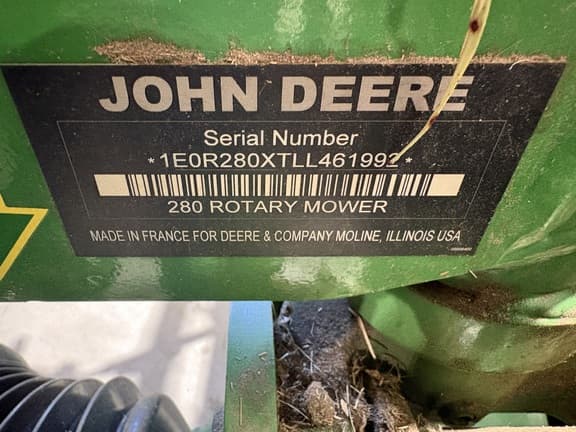 JOHN DEERE
Serial Number
*1E0R280XTLL461992*
280 ROTARY MOWER
MADE IN FRANCE FOR DEERE & COMPANY MOLINE, ILLINOIS USA